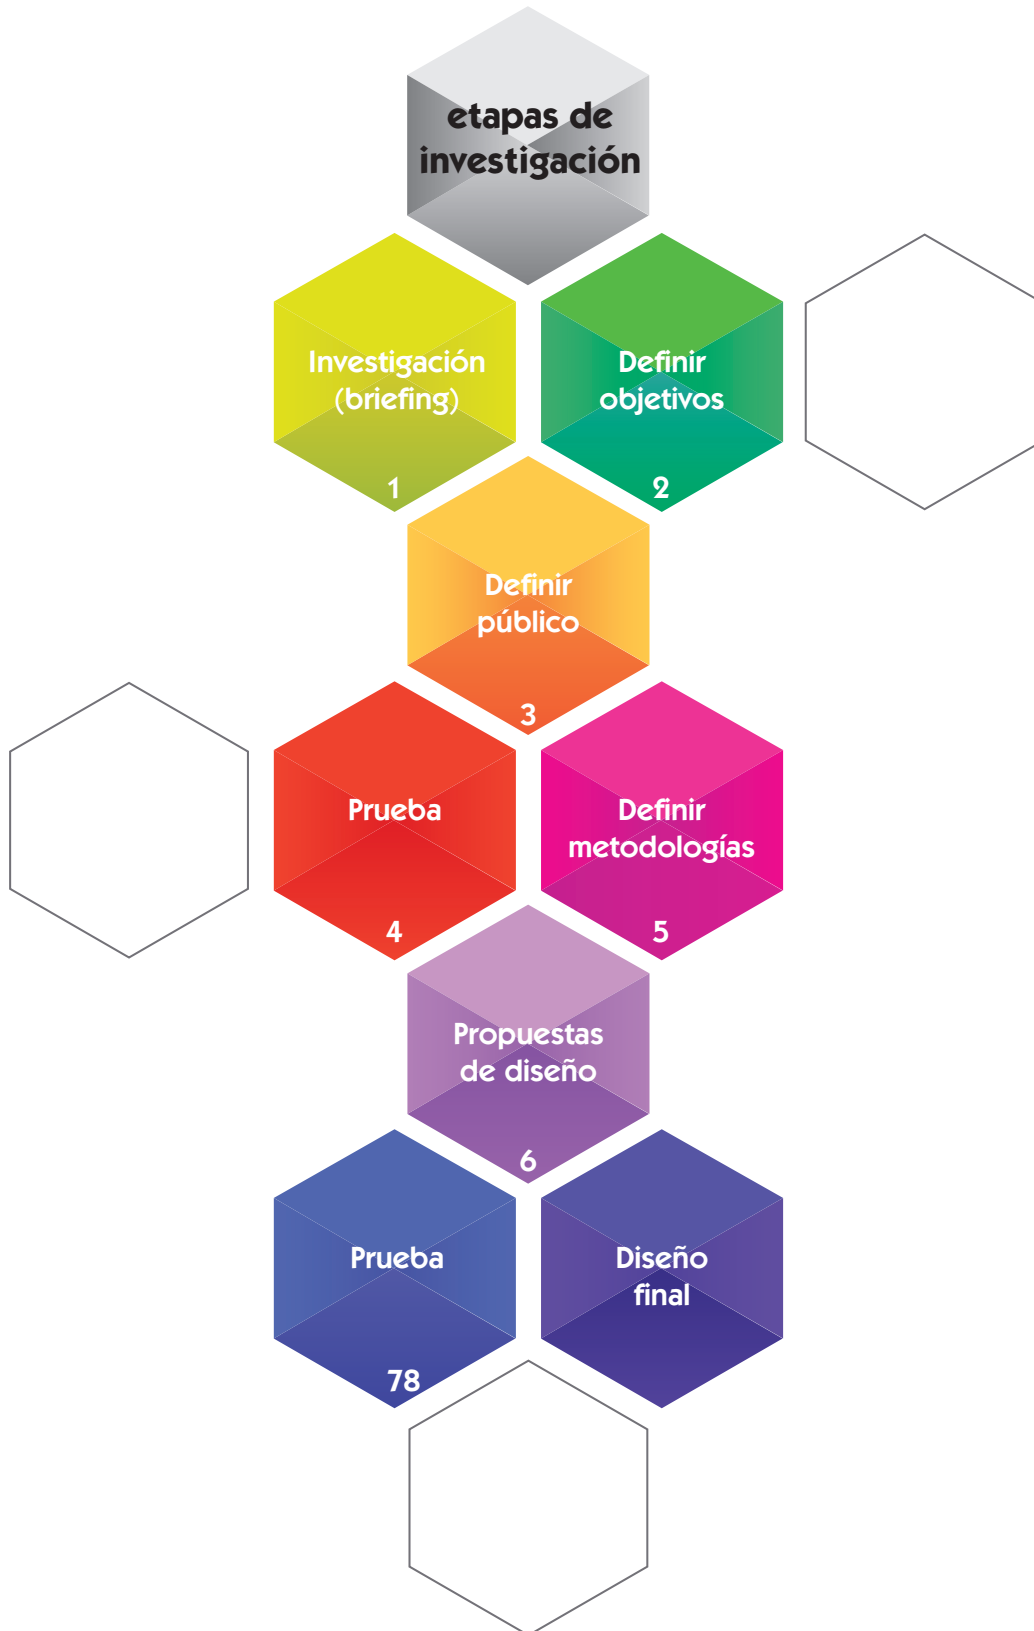 etapas de
investigación
Investigación
(briefing)
1
Definir
objetivos
2
Definir
público
3
Prueba
4
Definir
metodologías
5
Propuestas
de diseño
6
Prueba
78
Diseño
final